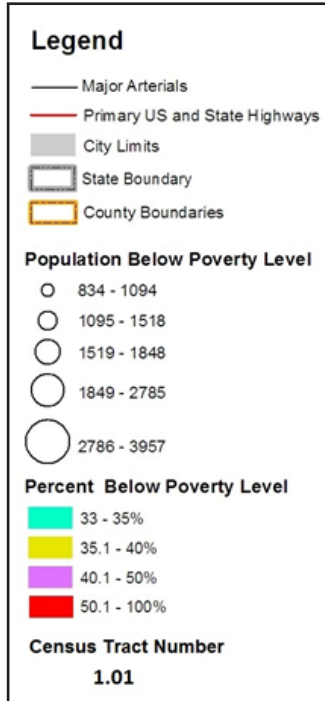 Legend
Major Arterials
Primary US and State Highways
City Limits
State Boundary
County Boundaries
Population Below Poverty Level
834 - 1094
1095 - 1518
1519 - 1848
1849 - 2785
2786 - 3957
Percent Below Poverty Level
33 - 35%
35.1 - 40%
40.1 - 50%
50.1 - 100%
Census Tract Number
1.01